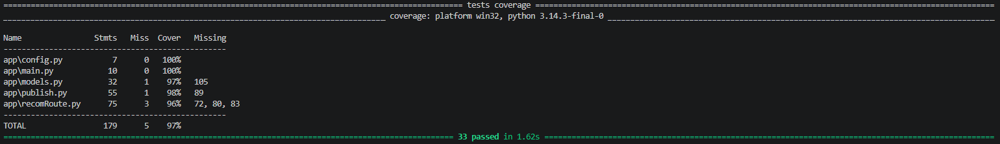 ==================== tests coverage ====================
____________________ coverage: platform win32, python 3.14.3-final-0 ____________________
Name                 Stmts   Miss  Cover   Missing
-------------------------------------------------
app\config.py            7      0   100%
app\main.py             10      0   100%
app\models.py           32      1    97%   105
app\publish.py          55      1    98%   89
app\recomRoute.py       75      3    96%   72, 80, 83
-------------------------------------------------
TOTAL                  179      5    97%
==================== 33 passed in 1.62s ====================